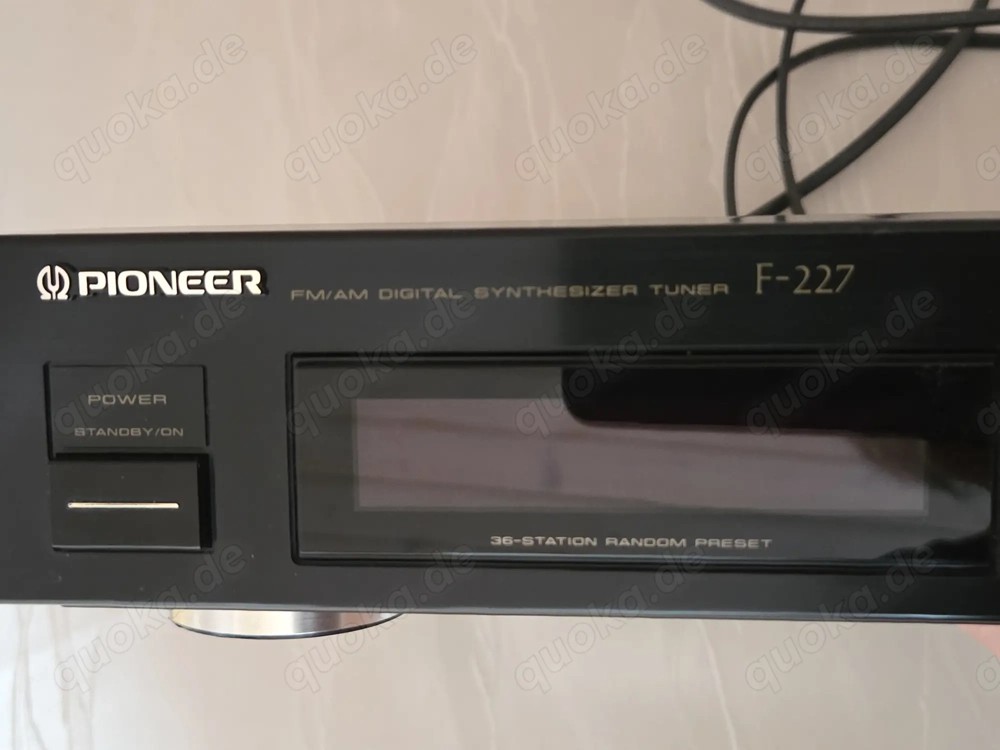 PIONEER FM/AM DIGITAL SYNTHESIZER TUNER F-227
POWER
STANDBY/ON
36-STATION RANDOM PRESET
quoka.de